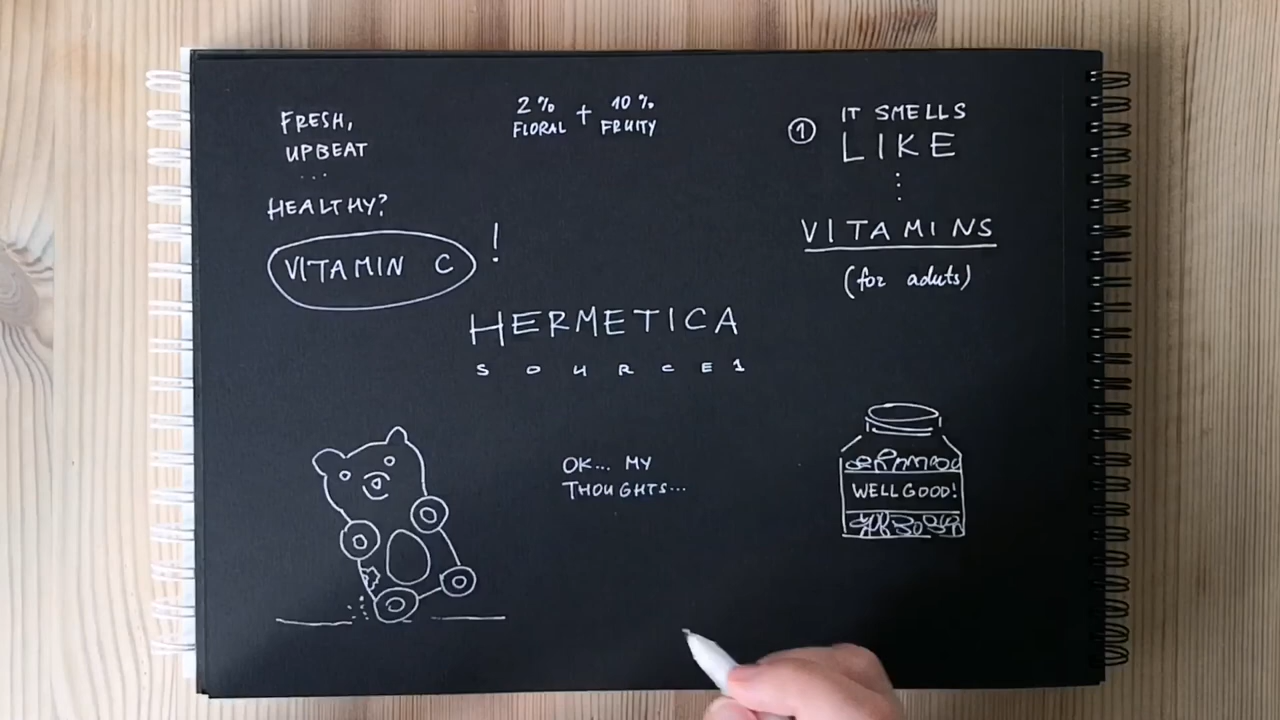 FRESH,
UPBEAT
...
HEALTHY?
VITAMIN C !
2% + 10%
FLORAL FRUITY
1 IT SMELLS
LIKE
VITAMINS
(for aduts)
HERMETICA
SOURCE1
OK... MY
THOUGHTS...
WELL GOOD!